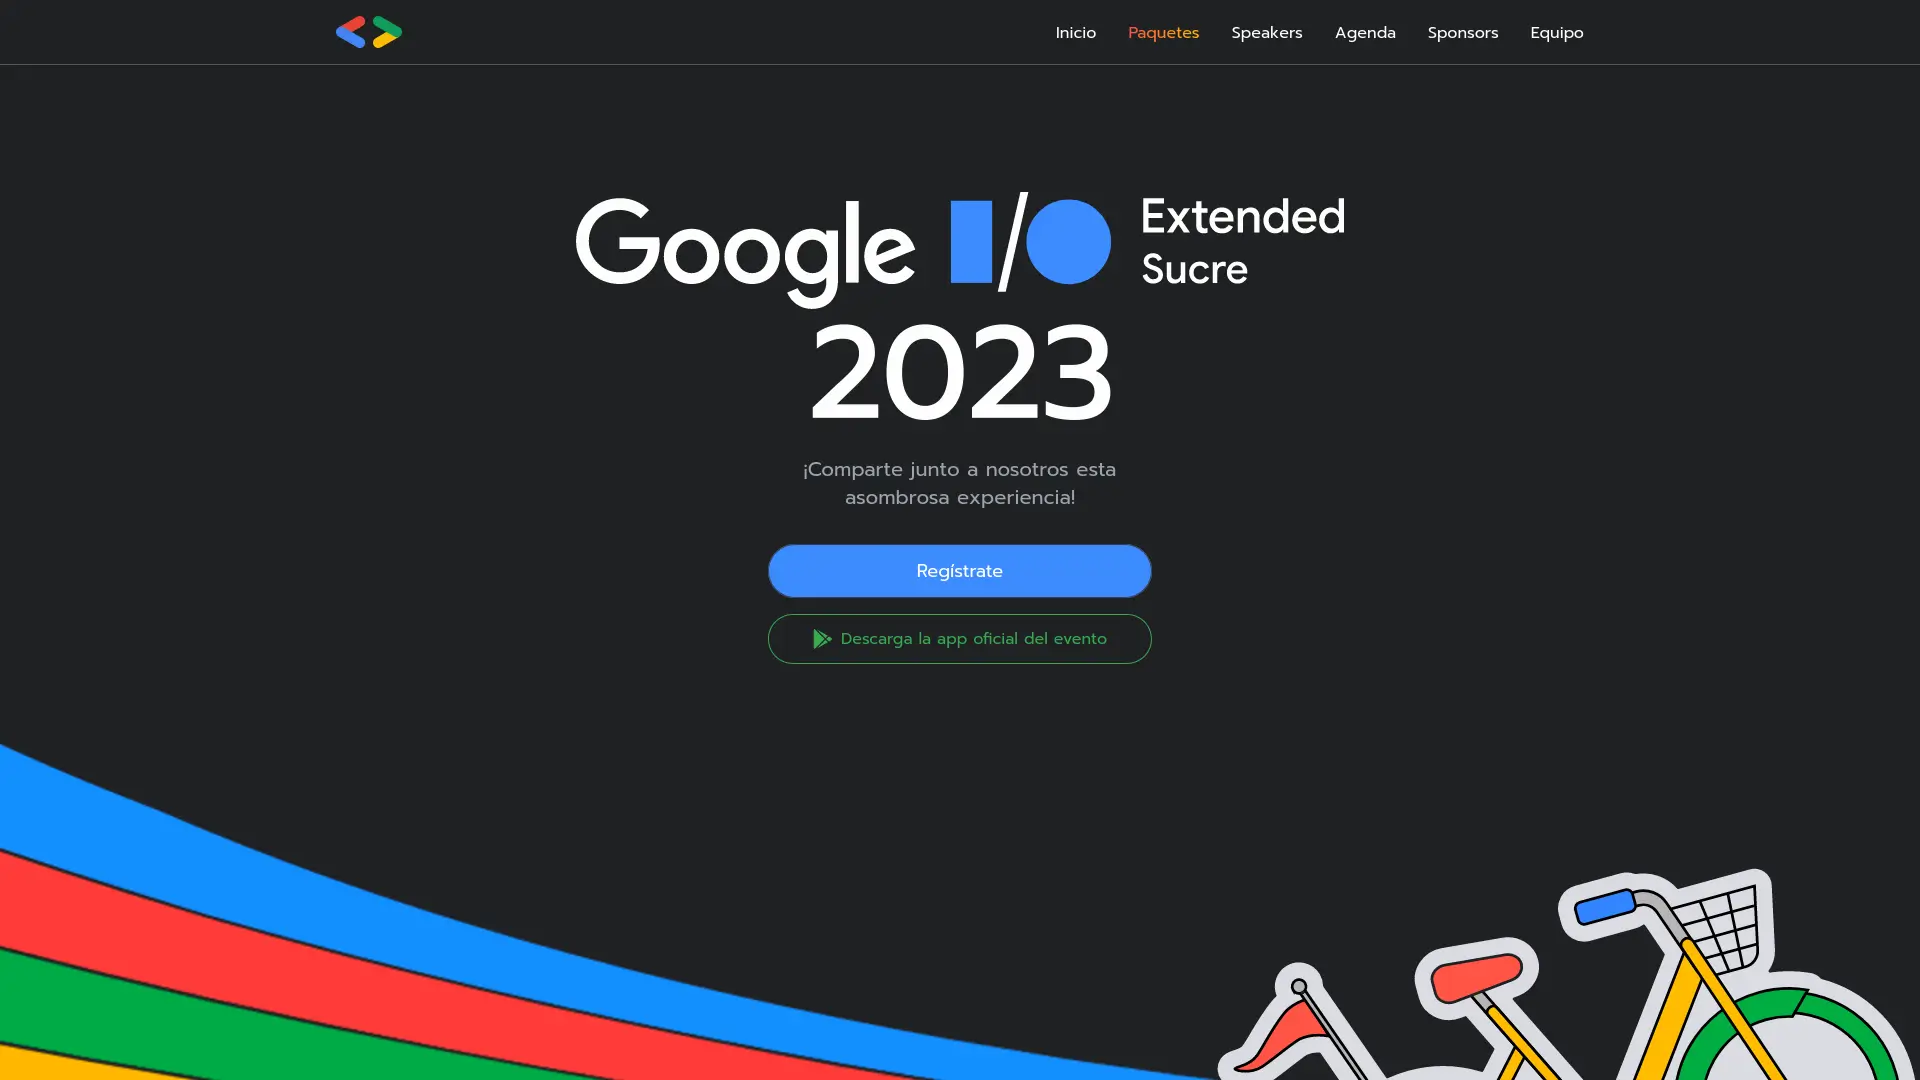 Inicio Paquetes Speakers Agenda Sponsors Equipo
Google I/O Extended
Sucre
2023
¡Comparte junto a nosotros esta
asombrosa experiencia!
Regístrate
Descarga la app oficial del evento